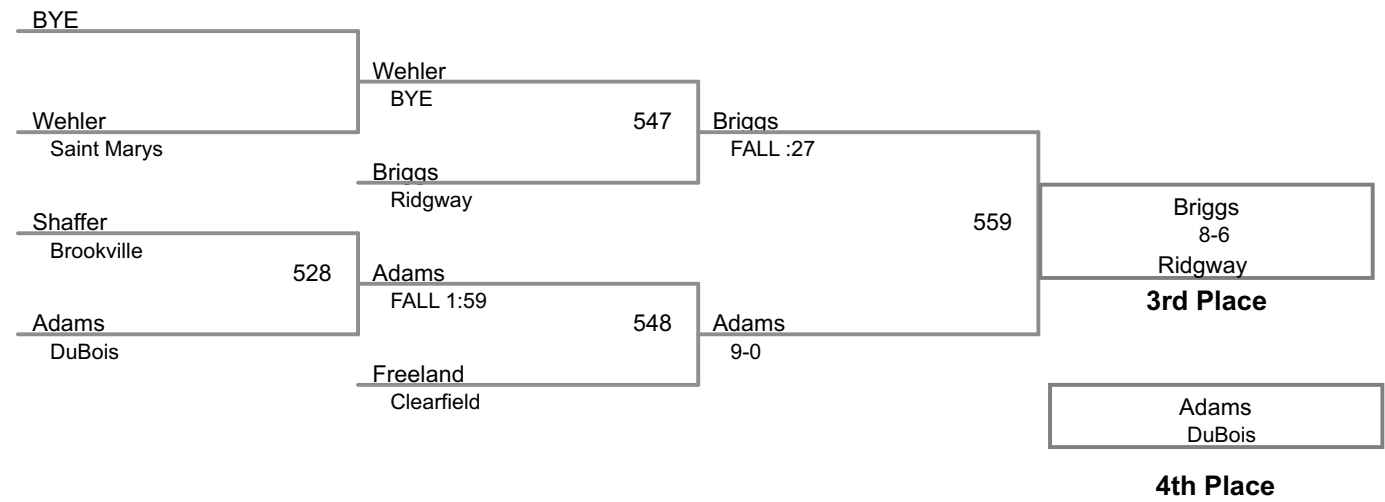 BYE
Wehler
BYE
Wehler
Saint Marys
547
Briggs
FALL :27
Briggs
Ridgway
Shaffer
Brookville
559
Briggs
8-6
Ridgway
3rd Place
528
Adams
FALL 1:59
Adams
DuBois
548
Adams
9-0
Freeland
Clearfield
Adams
DuBois
4th Place